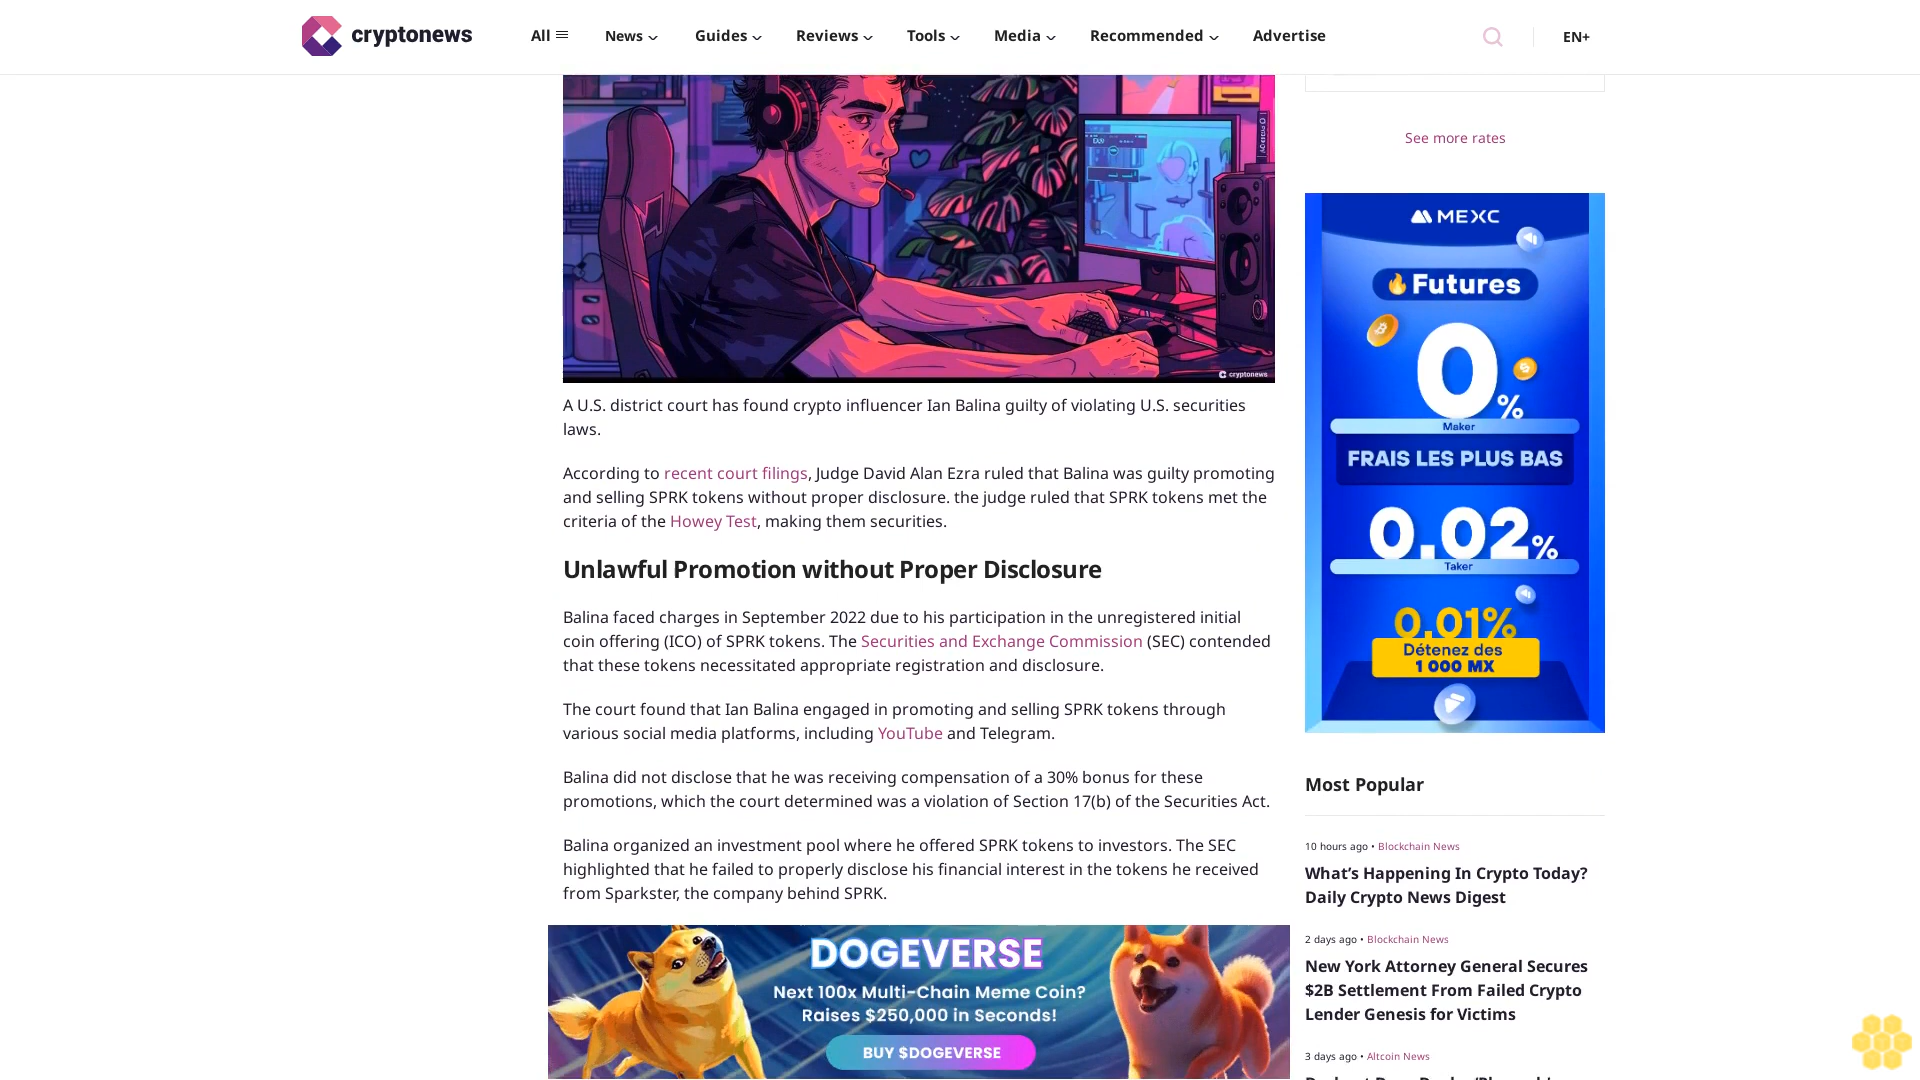 cryptonews
All
News
Guides
Reviews
Tools
Media
Recommended
Advertise
EN+
cryptonews
A U.S. district court has found crypto influencer Ian Balina guilty of violating U.S. securities
laws.
According to recent court filings, Judge David Alan Ezra ruled that Balina was guilty promoting
and selling SPRK tokens without proper disclosure. the judge ruled that SPRK tokens met the
criteria of the Howey Test, making them securities.
Unlawful Promotion without Proper Disclosure
Balina faced charges in September 2022 due to his participation in the unregistered initial
coin offering (ICO) of SPRK tokens. The Securities and Exchange Commission (SEC) contended
that these tokens necessitated appropriate registration and disclosure.
The court found that Ian Balina engaged in promoting and selling SPRK tokens through
various social media platforms, including YouTube and Telegram.
Balina did not disclose that he was receiving compensation of a 30% bonus for these
promotions, which the court determined was a violation of Section 17(b) of the Securities Act.
Balina organized an investment pool where he offered SPRK tokens to investors. The SEC
highlighted that he failed to properly disclose his financial interest in the tokens he received
from Sparkster, the company behind SPRK.
DOGEVERSE
Next 100x Multi-Chain Meme Coin?
Raises $250,000 in Seconds!
BUY $DOGEVERSE
See more rates
MEXC
Futures
0%
Maker
FRAIS LES PLUS BAS
0.02%
Taker
0.01%
Détenez des
1 000 MX
Most Popular
10 hours ago • Blockchain News
What's Happening In Crypto Today?
Daily Crypto News Digest
2 days ago • Blockchain News
New York Attorney General Secures
$2B Settlement From Failed Crypto
Lender Genesis for Victims
3 days ago • Altcoin News